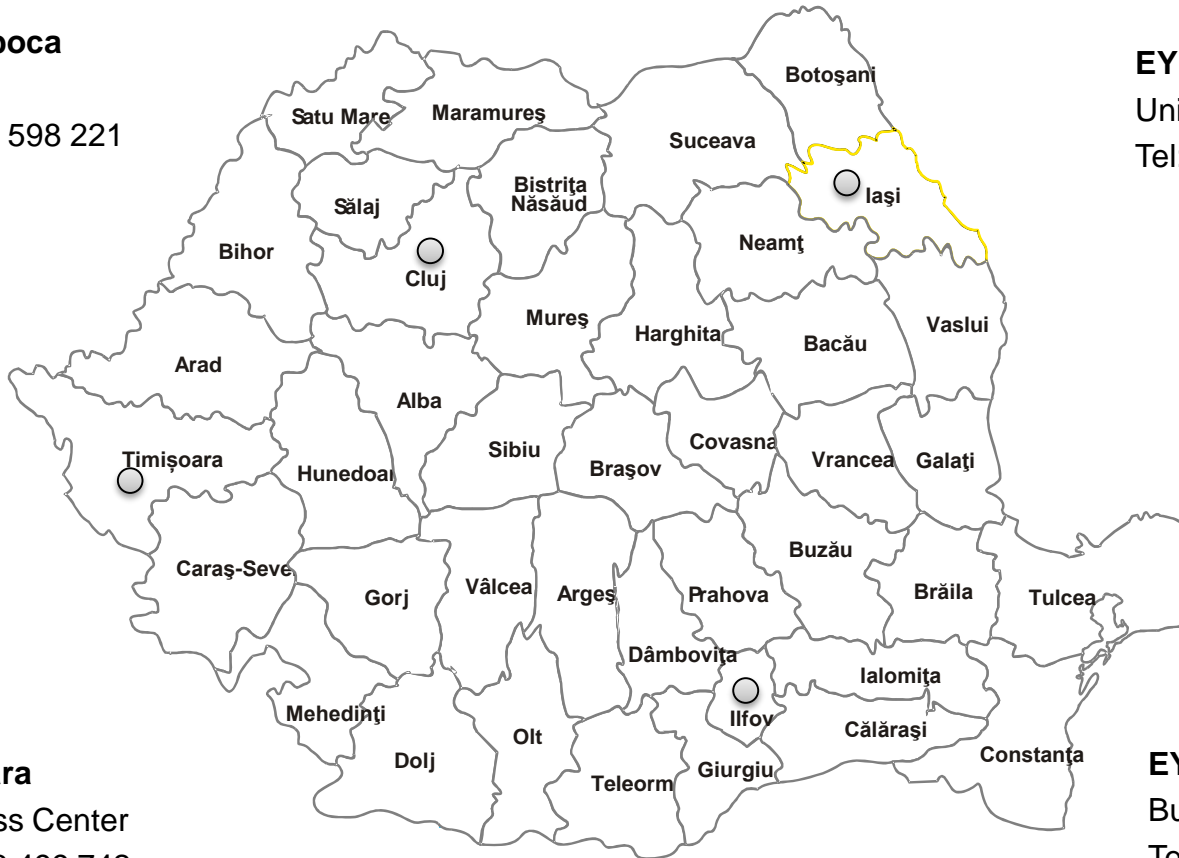 poca
598 221
EY
Uni
Tel:
Botoşani
Satu Mare
Maramureş
Suceava
Bistriţa
Năsăud
Iaşi
Sălaj
Neamţ
Bihor
Cluj
Mureş
Harghita
Vaslui
Bacău
Arad
Alba
Covasna
Sibiu
Braşov
Vrancea
Galaţi
Timișoara
Hunedoar
Buzău
Caraş-Seve
Gorj
Vâlcea
Argeş
Prahova
Brăila
Tulcea
Dâmboviţa
Ialomiţa
Mehedinţi
Ilfov
Călăraşi
Olt
Dolj
Constanţa
Giurgiu
Teleorm
ara
ss Center
EY
Bu